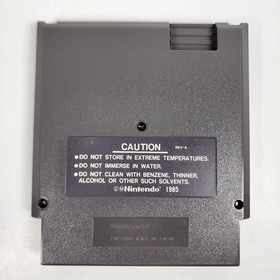 CAUTION REV-A
●DO NOT STORE IN EXTREME TEMPERATURES.
●DO NOT IMMERSE IN WATER.
●DO NOT CLEAN WITH BENZENE, THINNER,
ALCOHOL OR OTHER SUCH SOLVENTS.
©Nintendo 1985
Nintendo